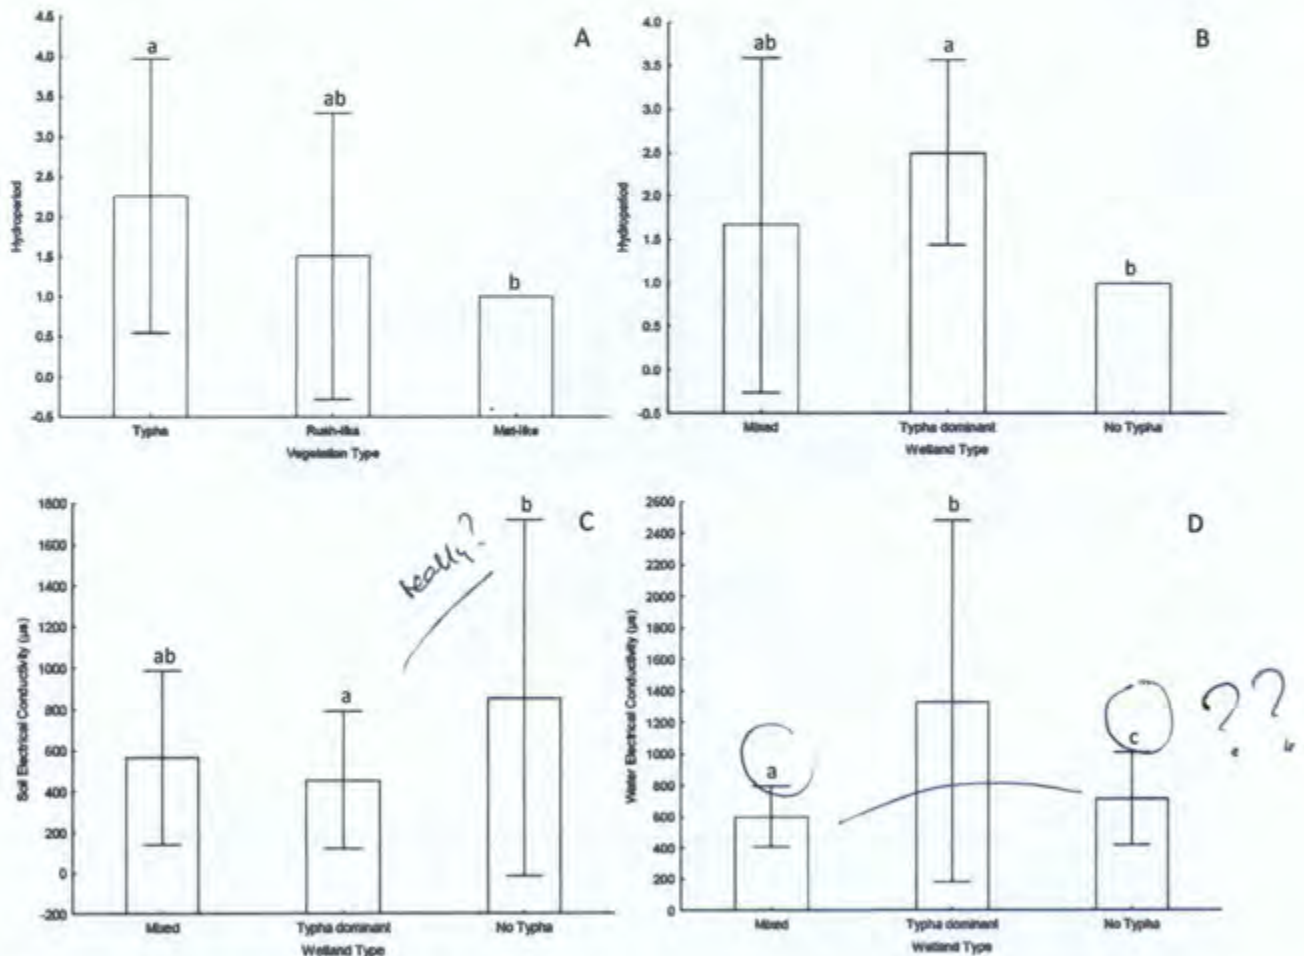 A
4.5
4.0
3.5
3.0
2.5
2.0
1.5
1.0
0.5
0.0
-0.5
Hydroperiod
a
ab
b
Typha
Rush-like
Mat-like
Vegetation Type
B
4.0
3.5
3.0
2.5
2.0
1.5
1.0
0.5
0.0
-0.5
Hydroperiod
ab
a
b
Mixed
Typha dominant
No Typha
Wetland Type
C
1800
1600
1400
1200
1000
800
600
400
200
0
-200
Soil Electrical Conductivity (µs)
ab
a
b
really?
Mixed
Typha dominant
No Typha
Wetland Type
D
2600
2400
2200
2000
1800
1600
1400
1200
1000
800
600
400
200
0
Water Electrical Conductivity (µs)
a
b
c
??
Mixed
Typha dominant
No Typha
Wetland Type